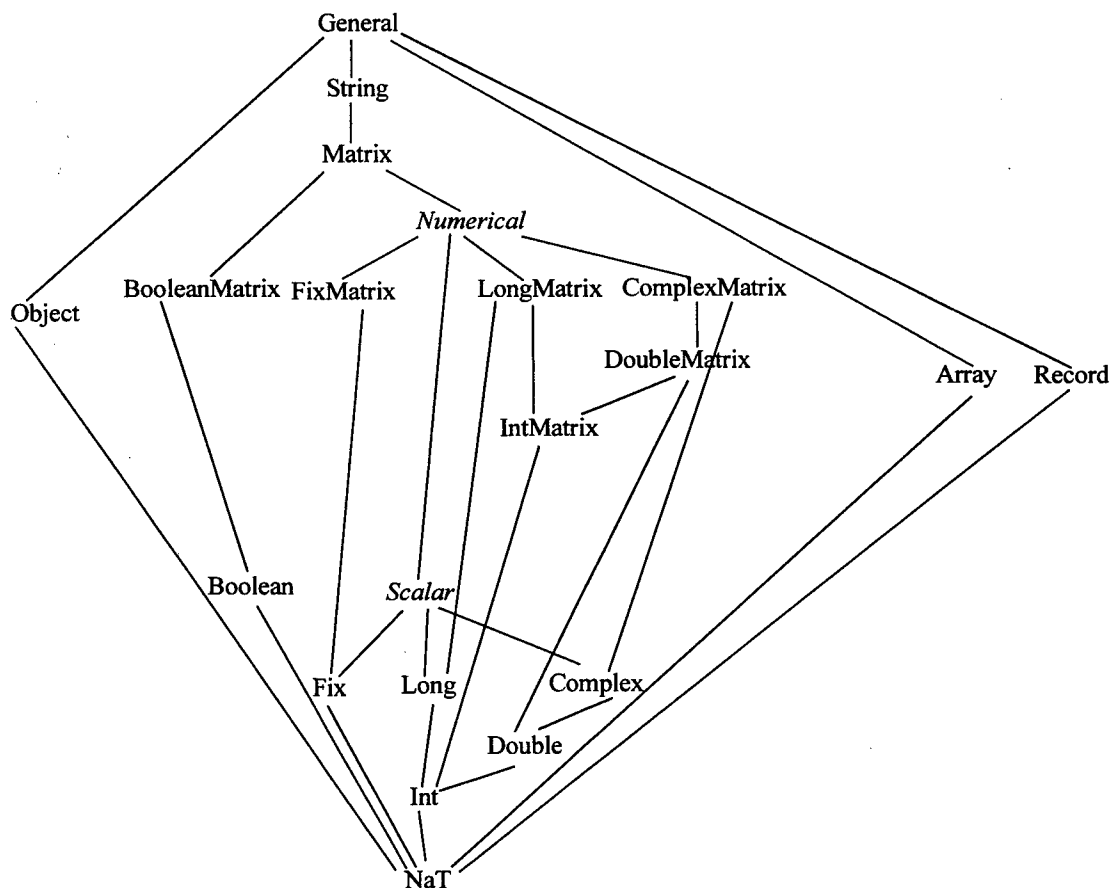 General
String
Matrix
Numerical
BooleanMatrix FixMatrix LongMatrix ComplexMatrix
Object
DoubleMatrix
Array Record
IntMatrix
Boolean
Scalar
Fix Long Complex
Double
Int
NaT